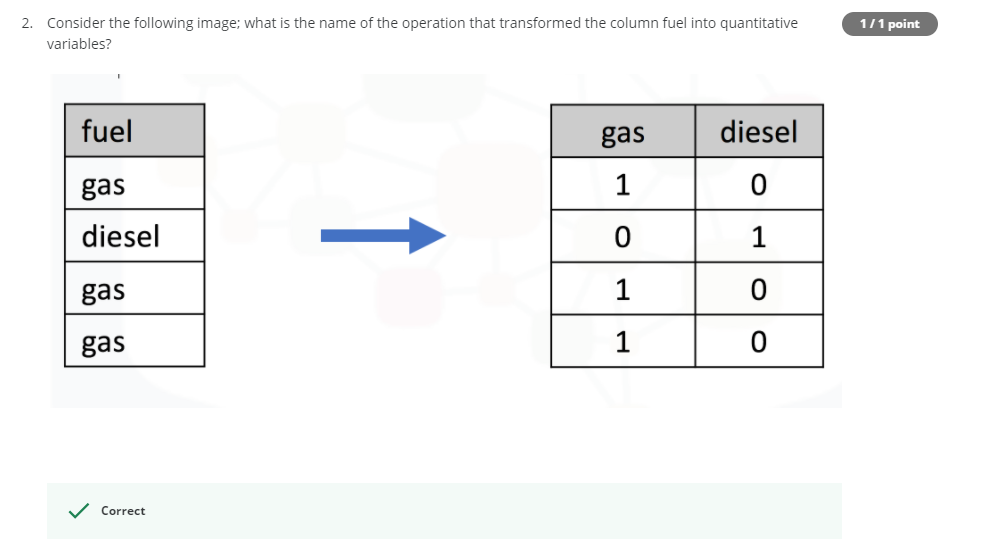 2. Consider the following image; what is the name of the operation that transformed the column fuel into quantitative
variables?
1 / 1 point
fuel
gas
diesel
gas
gas
gas diesel
1 0
0 1
1 0
1 0
Correct